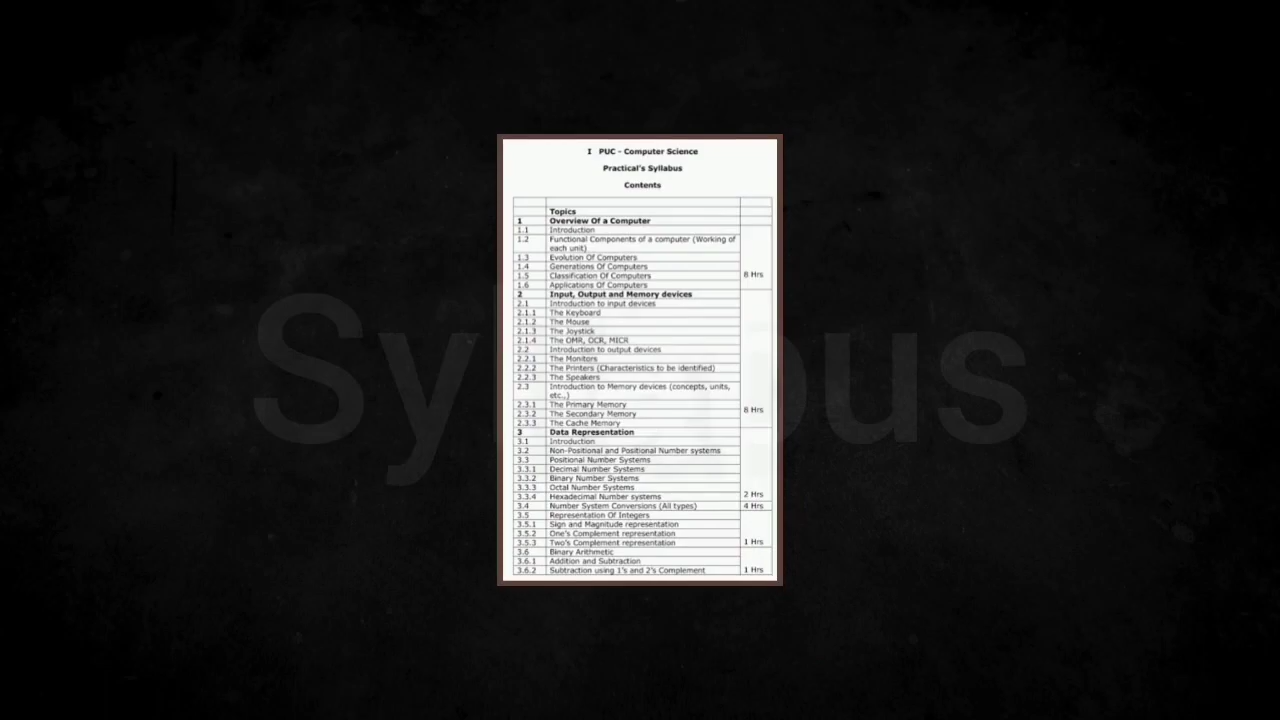 Syllabus
I PUC - Computer Science
Practical's Syllabus
Contents
Topics
1 Overview Of a Computer
1.1 Introduction
1.2 Functional Components of a computer (Working of
each unit)
1.3 Evolution Of Computers
1.4 Generations Of Computers
1.5 Classification Of Computers 8 Hrs
1.6 Applications Of Computers
2 Input, Output and Memory devices
2.1 Introduction to input devices
2.1.1 The Keyboard
2.1.2 The Mouse
2.1.3 The Joystick
2.1.4 The OMR, OCR, MICR
2.2 Introduction to output devices
2.2.1 The Monitors
2.2.2 The Printers (Characteristics to be identified)
2.2.3 The Speakers
2.3 Introduction to Memory devices (concepts, units,
etc.,)
2.3.1 The Primary Memory 8 Hrs
2.3.2 The Secondary Memory
2.3.3 The Cache Memory
3 Data Representation
3.1 Introduction
3.2 Non-Positional and Positional Number systems
3.3 Positional Number Systems
3.3.1 Decimal Number Systems
3.3.2 Binary Number Systems
3.3.3 Octal Number Systems
3.3.4 Hexadecimal Number systems 2 Hrs
3.4 Number System Conversions (All types) 4 Hrs
3.5 Representation Of Integers
3.5.1 Sign and Magnitude representation
3.5.2 One's Complement representation
3.5.3 Two's Complement representation 1 Hrs
3.6 Binary Arithmetic
3.6.1 Addition and Subtraction
3.6.2 Subtraction using 1's and 2's Complement 1 Hrs